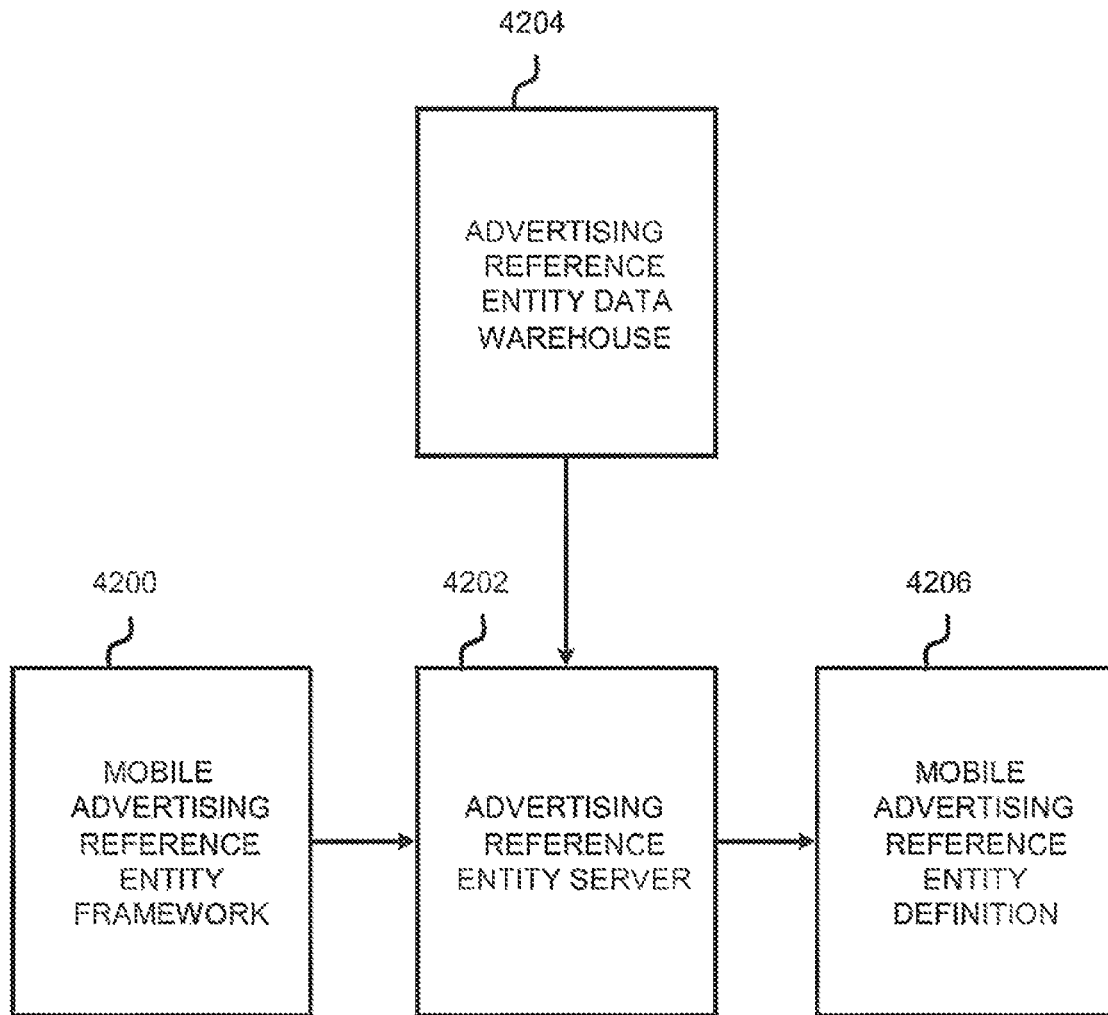 4204
ADVERTISING
REFERENCE
ENTITY DATA
WAREHOUSE
4200
4202
4206
MOBILE
ADVERTISING
REFERENCE
ENTITY
FRAMEWORK
ADVERTISING
REFERENCE
ENTITY SERVER
MOBILE
ADVERTISING
REFERENCE
ENTITY
DEFINITION